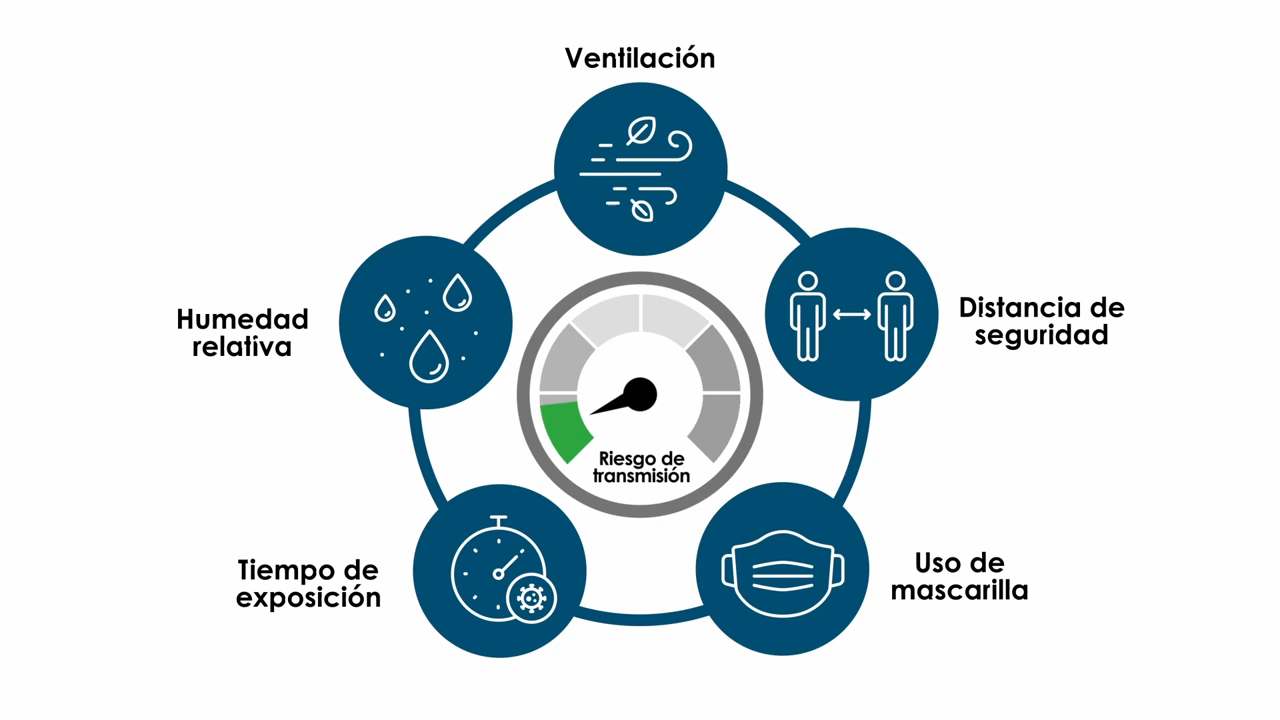 Ventilación
Distancia de
seguridad
Humedad
relativa
Riesgo de
transmisión
Tiempo de
exposición
Uso de
mascarilla